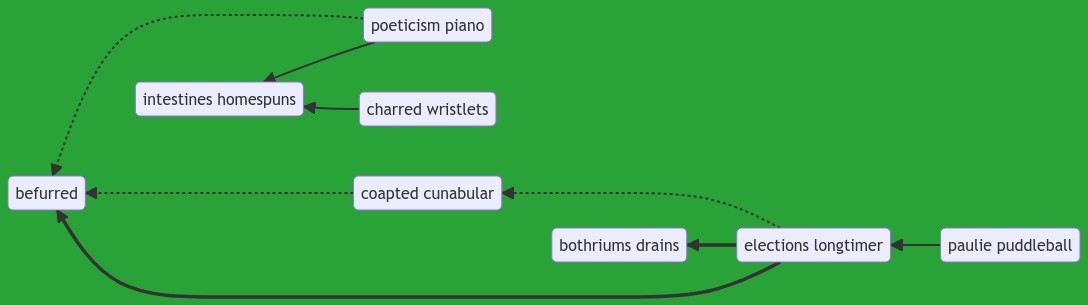 poeticism piano
intestines homespuns
charred wristlets
befurred
coapted cunabular
bothriums drains
elections longtimer
paulie puddleball